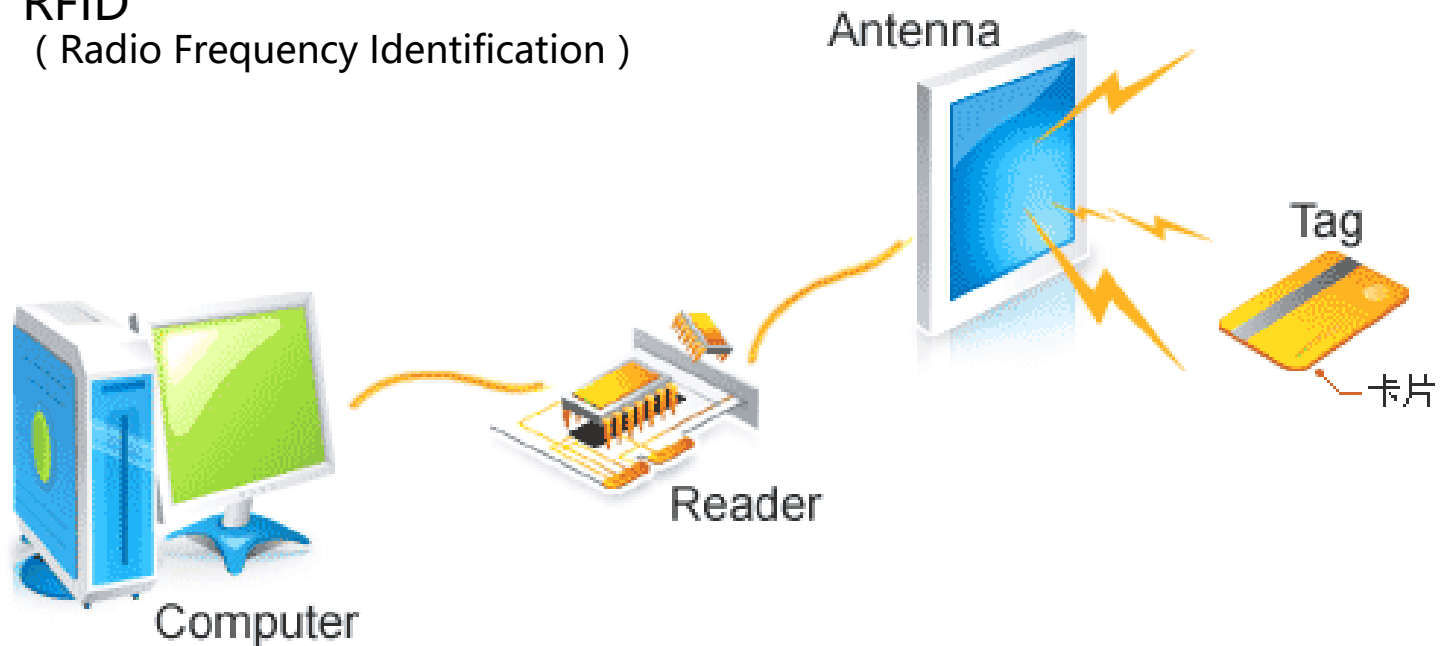 RFID
（Radio Frequency Identification）
Antenna
Tag
卡片
Reader
Computer